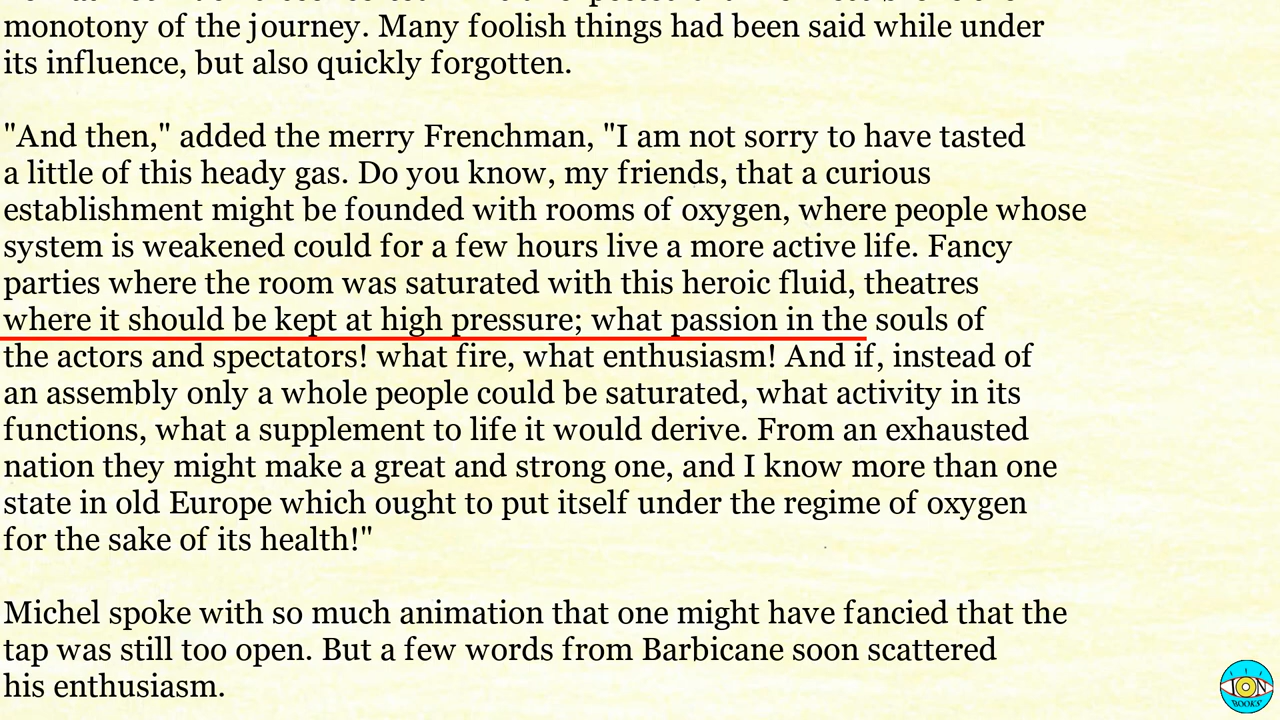 monotony of the journey. Many foolish things had been said while under
its influence, but also quickly forgotten.
"And then," added the merry Frenchman, "I am not sorry to have tasted
a little of this heady gas. Do you know, my friends, that a curious
establishment might be founded with rooms of oxygen, where people whose
system is weakened could for a few hours live a more active life. Fancy
parties where the room was saturated with this heroic fluid, theatres
where it should be kept at high pressure; what passion in the souls of
the actors and spectators! what fire, what enthusiasm! And if, instead of
an assembly only a whole people could be saturated, what activity in its
functions, what a supplement to life it would derive. From an exhausted
nation they might make a great and strong one, and I know more than one
state in old Europe which ought to put itself under the regime of oxygen
for the sake of its health!"
Michel spoke with so much animation that one might have fancied that the
tap was still too open. But a few words from Barbicane soon scattered
his enthusiasm.
ION
BOOKS